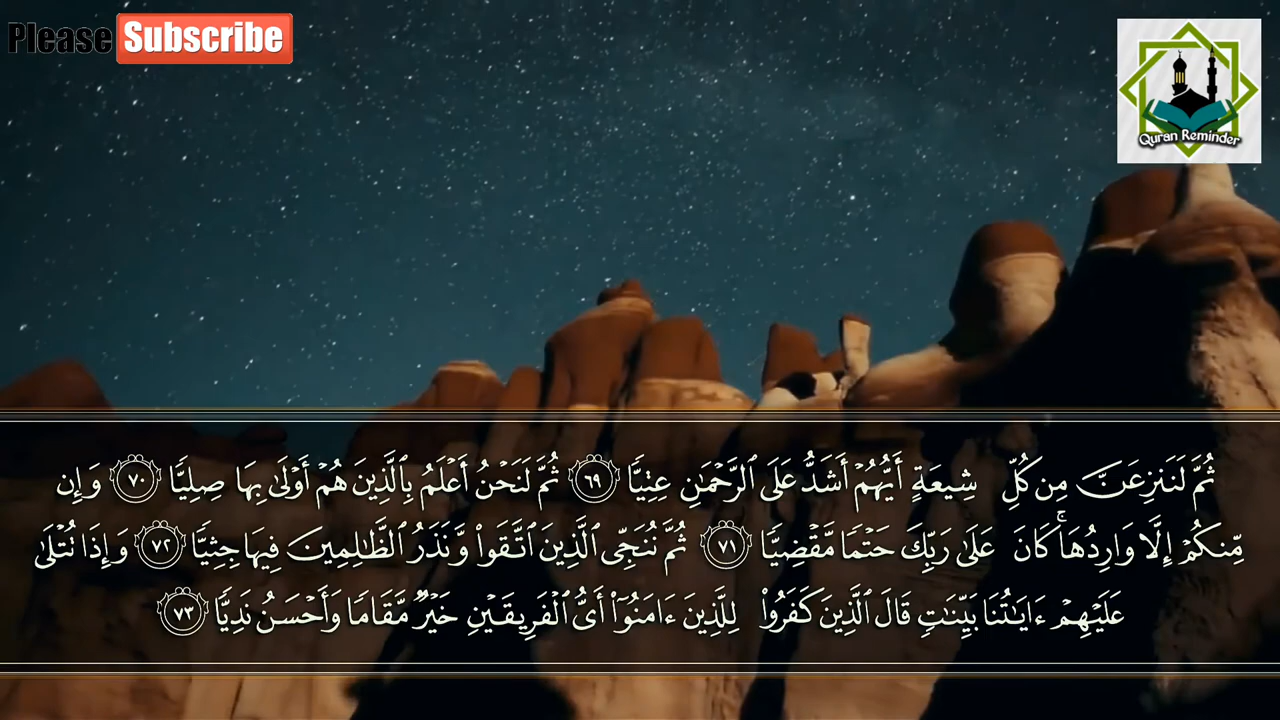 Please Subscribe
Quran Reminder
ثُمَّ لَنَنزِعَنَّ مِن كُلِّ شِيعَةٍ أَيُّهُمْ أَشَدُّ عَلَى ٱلرَّحْمَٰنِ عِتِيًّا ٦٩ ثُمَّ لَنَحْنُ أَعْلَمُ بِٱلَّذِينَ هُمْ أَوْلَىٰ بِهَا صِلِيًّا ٧٠ وَإِن
مِّنكُمْ إِلَّا وَارِدُهَا ۚ كَانَ عَلَىٰ رَبِّكَ حَتْمًا مَّقْضِيًّا ٧١ ثُمَّ نُنَجِّى ٱلَّذِينَ ٱتَّقَوا۟ وَّنَذَرُ ٱلظَّٰلِمِينَ فِيهَا جِثِيًّا ٧٢ وَإِذَا تُتْلَىٰ
عَلَيْهِمْ ءَايَٰتُنَا بَيِّنَٰتٍ قَالَ ٱلَّذِينَ كَفَرُوا۟ لِلَّذِينَ ءَامَنُوٓا۟ أَىُّ ٱلْفَرِيقَيْنِ خَيْرٌ مَّقَامًا وَأَحْسَنُ نَدِيًّا ٧٣